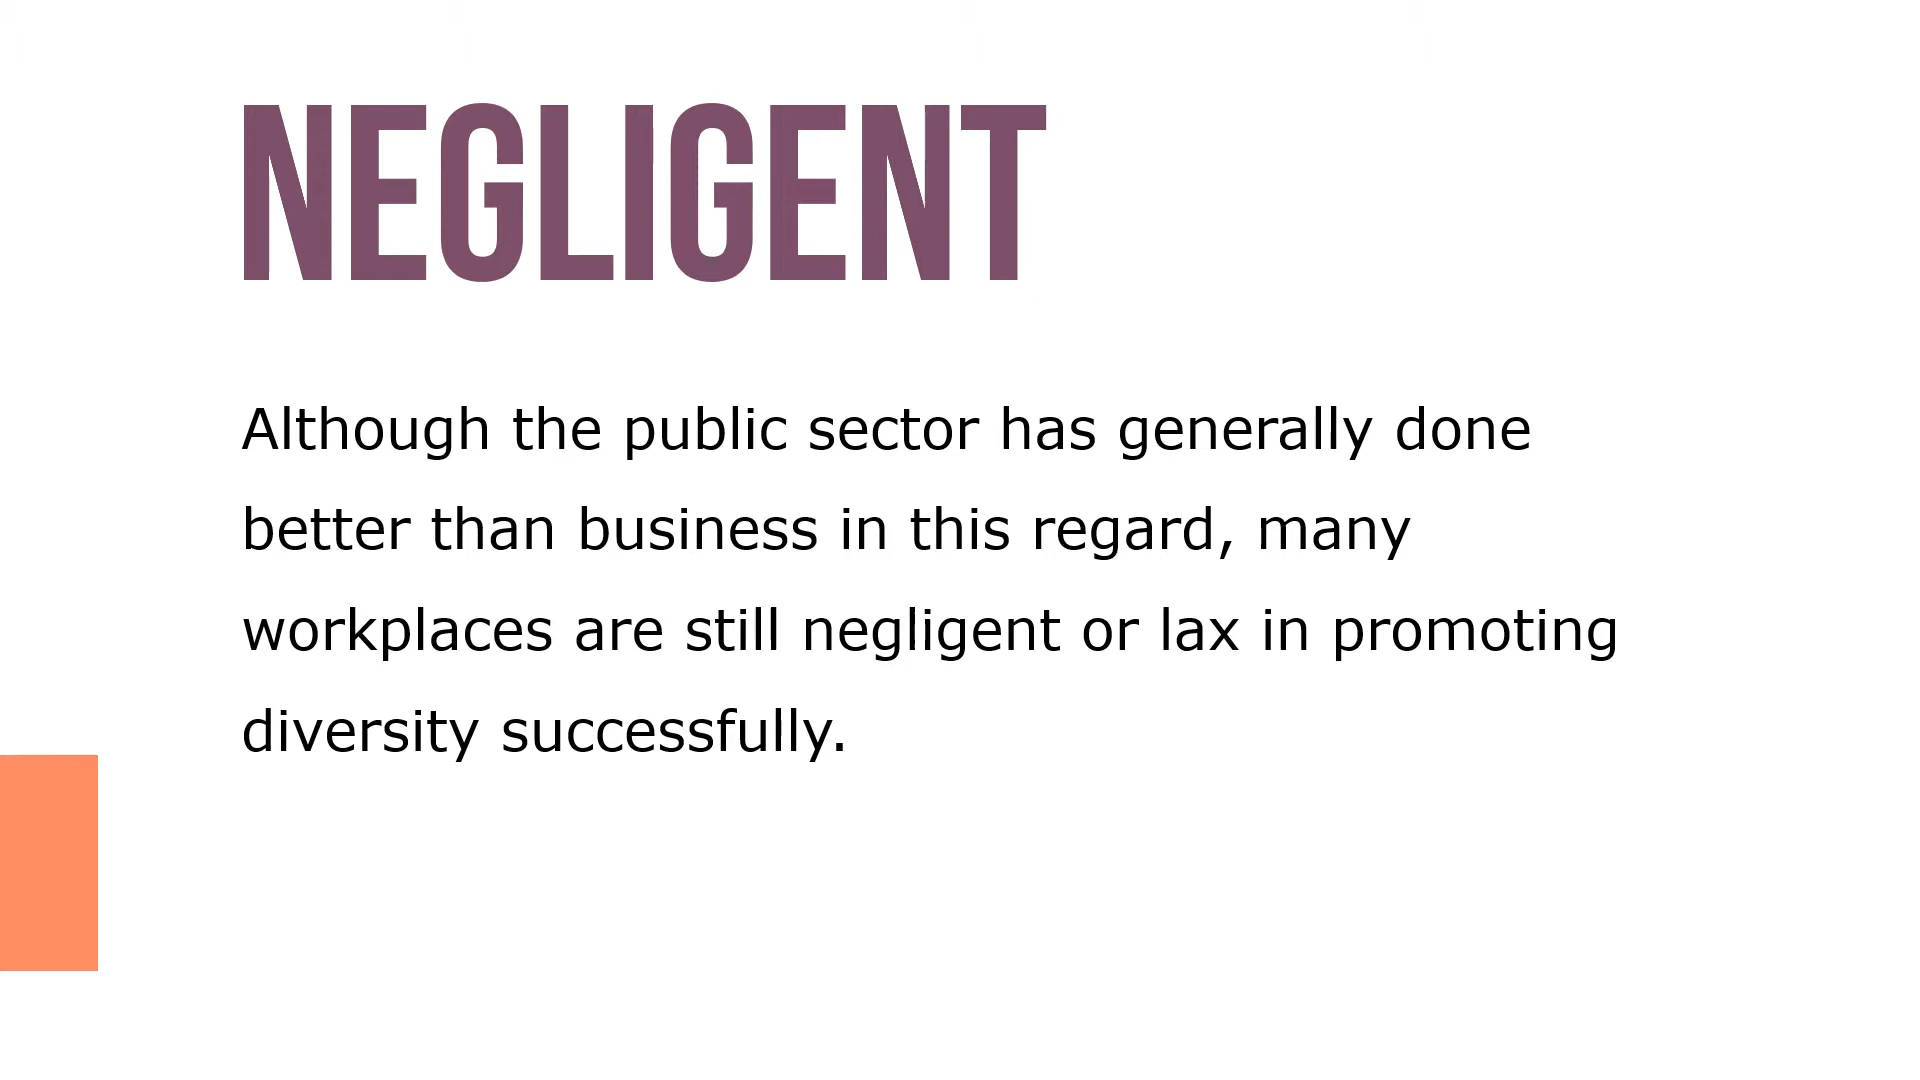 NEGLIGENT
Although the public sector has generally done
better than business in this regard, many
workplaces are still negligent or lax in promoting
diversity successfully.